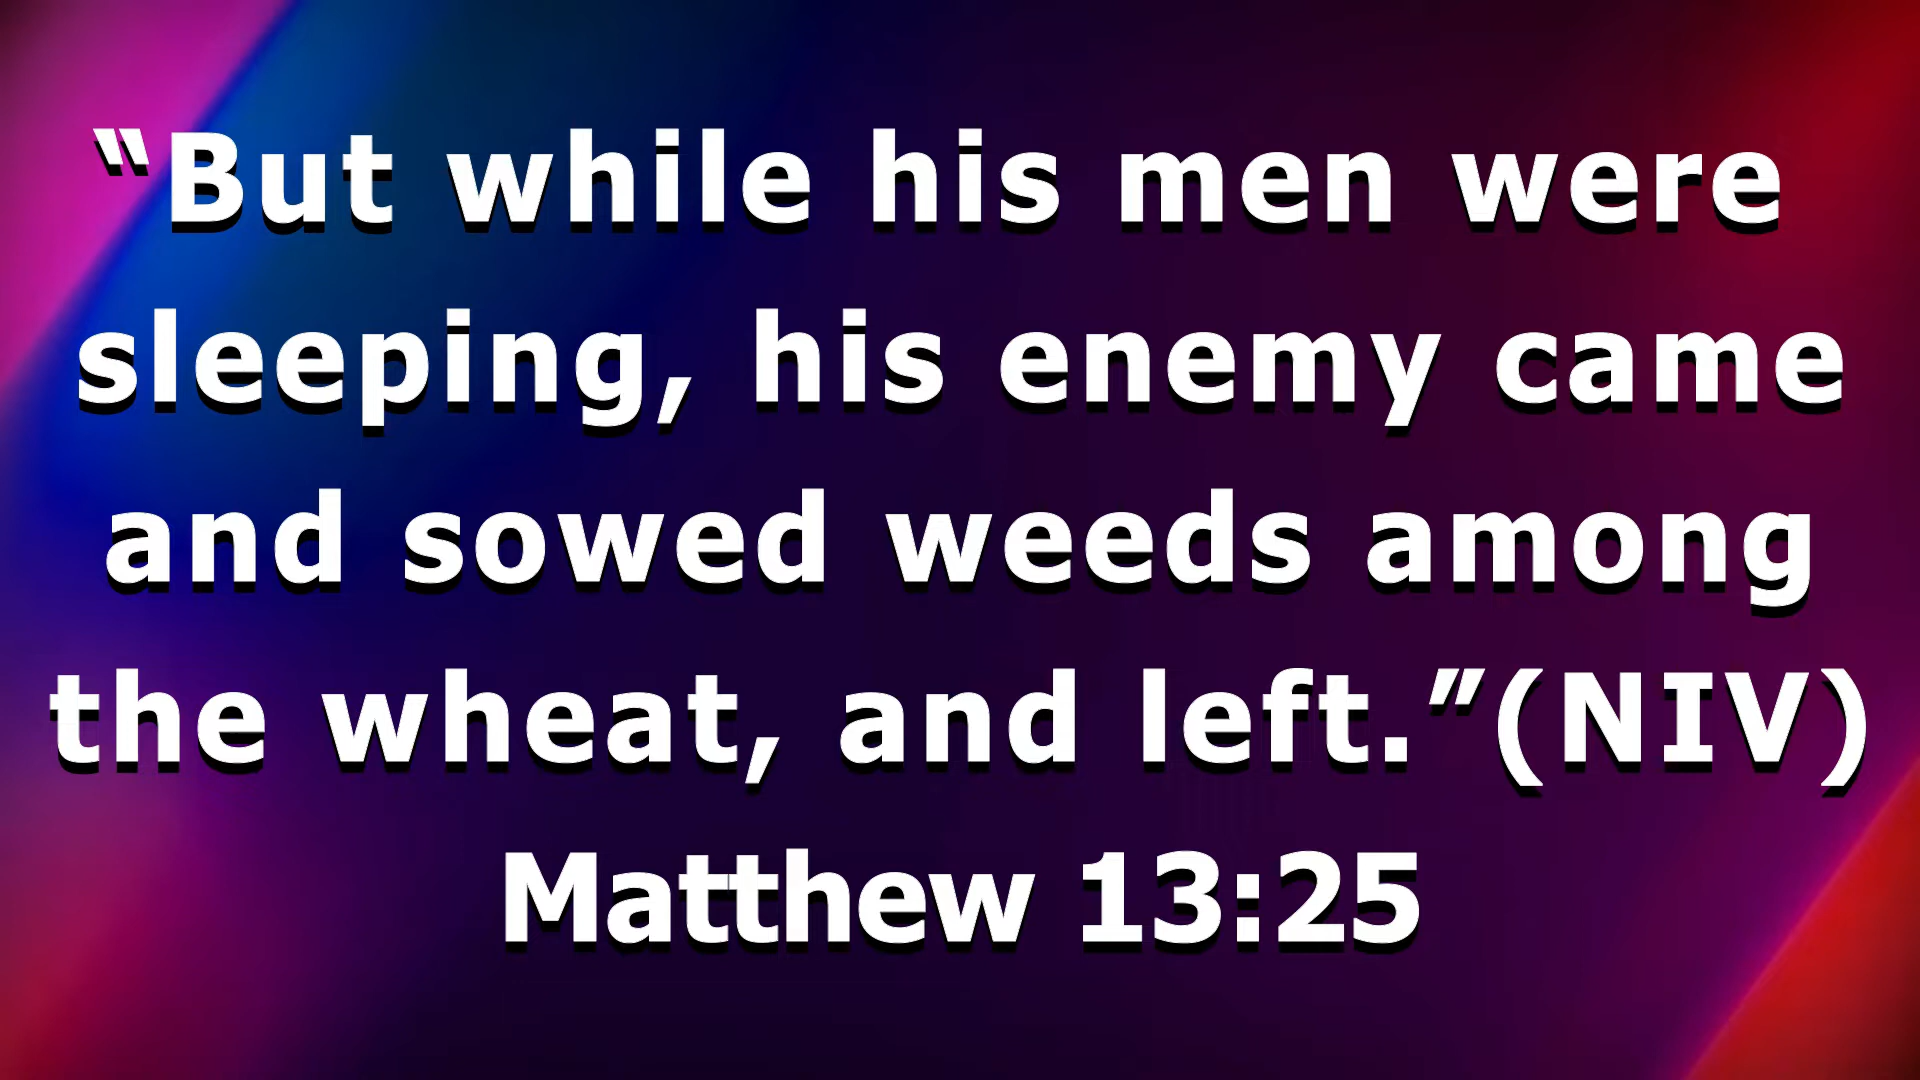 “But while his men were
sleeping, his enemy came
and sowed weeds among
the wheat, and left.”(NIV)
Matthew 13:25